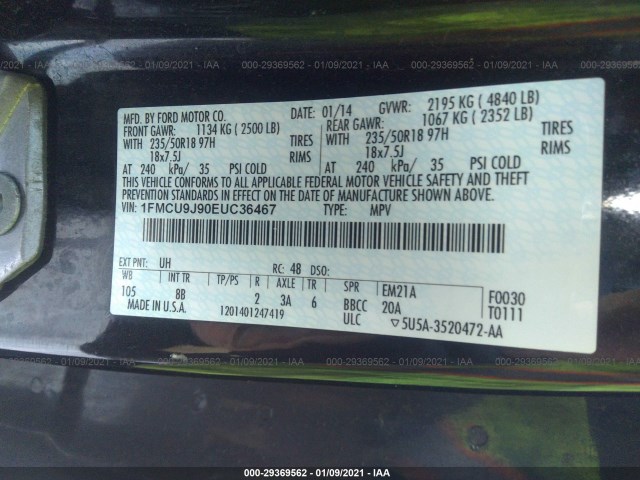 000-29369562 - 01/09/2021 - IAA
MFD. BY FORD MOTOR CO.
DATE: 01/14 GVWR: 2195 KG ( 4840 LB)
FRONT GAWR: 1134 KG ( 2500 LB) REAR GAWR: 1067 KG ( 2352 LB)
WITH 235/50R18 97H TIRES WITH 235/50R18 97H TIRES
18x7.5J RIMS 18x7.5J RIMS
AT 240 kPa/ 35 PSI COLD AT 240 kPa/ 35 PSI COLD
THIS VEHICLE CONFORMS TO ALL APPLICABLE FEDERAL MOTOR VEHICLE SAFETY AND THEFT
PREVENTION STANDARDS IN EFFECT ON THE DATE OF MANUFACTURE SHOWN ABOVE.
VIN: 1FMCU9J90EUC36467 TYPE: MPV
EXT PNT: UH RC: 48 DSO:
WB INT TR TP/PS R AXLE TR SPR EM21A F0030
105 8B 2 3A 6 BBCC 20A T0111
MADE IN U.S.A. 1201401247419 ULC ▽5U5A-3520472-AA
000-29369562 - 01/09/2021 - IAA